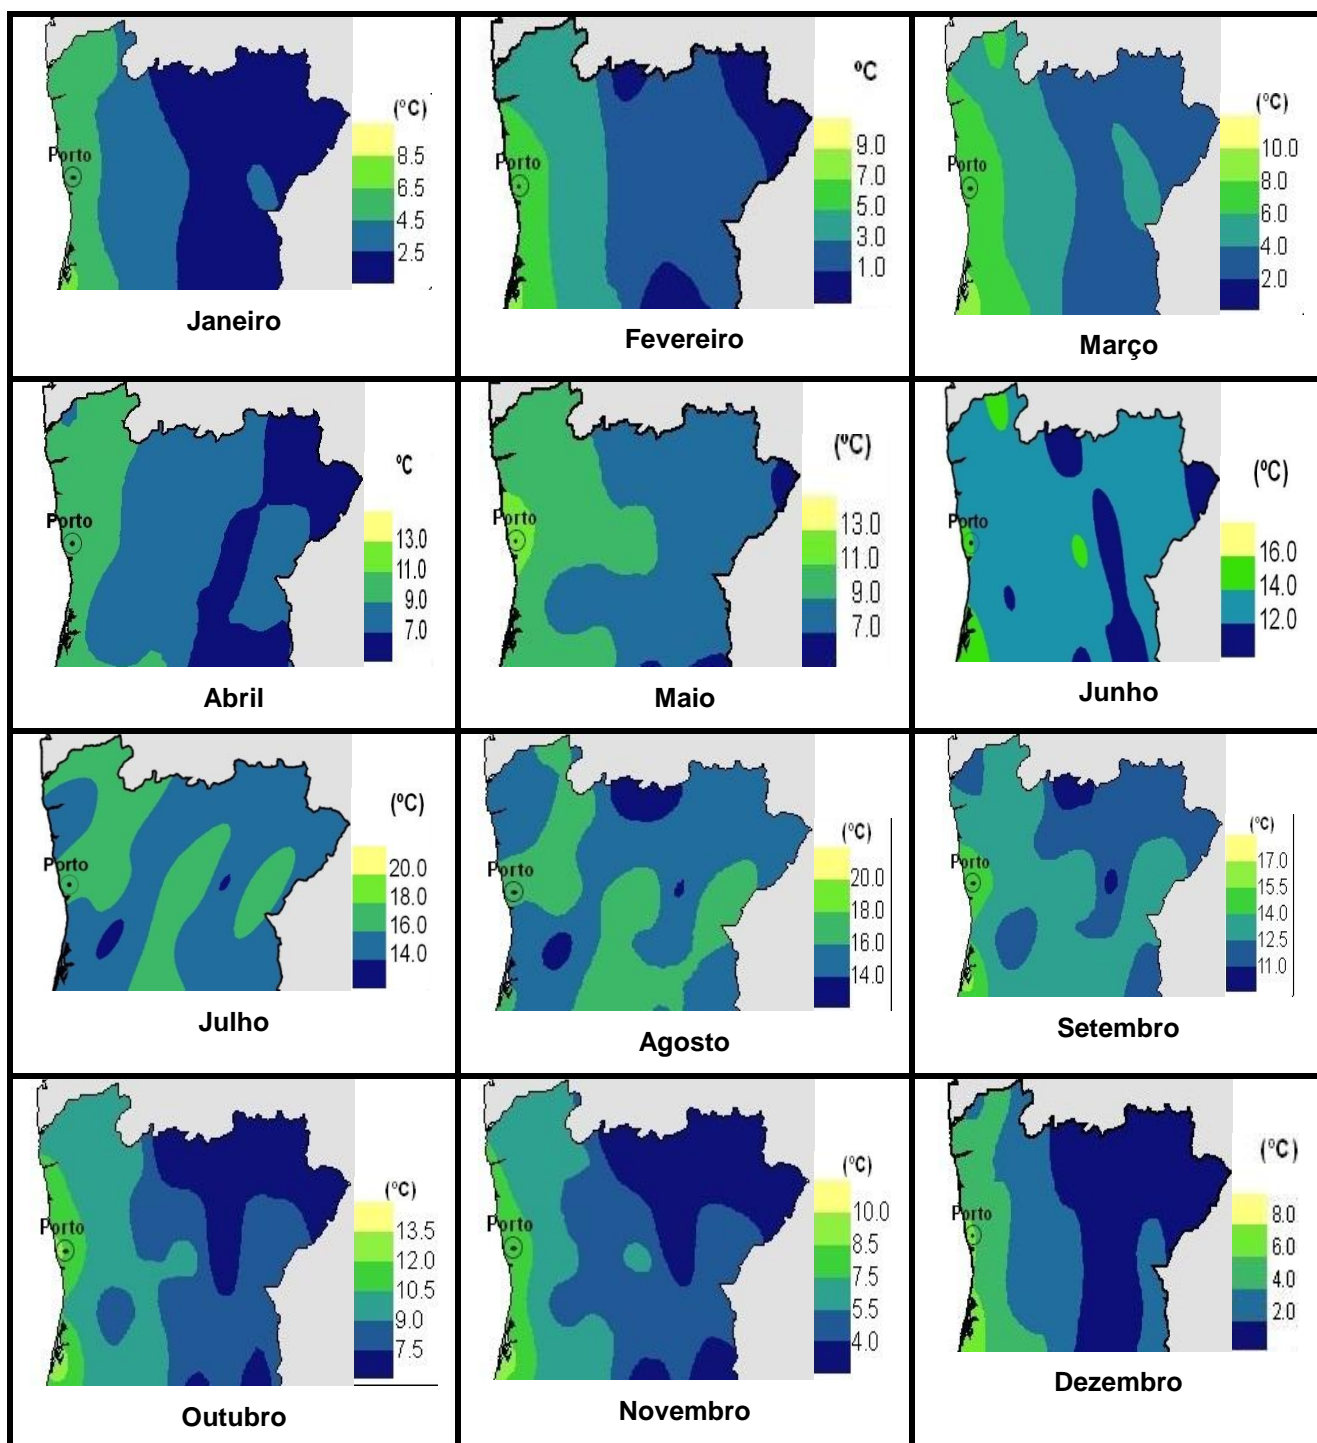 (ºC)
Porto
8.5
6.5
4.5
2.5
Janeiro
ºC
Porto
9.0
7.0
5.0
3.0
1.0
Fevereiro
(ºC)
Porto
10.0
8.0
6.0
4.0
2.0
Março
ºC
Porto
13.0
11.0
9.0
7.0
Abril
(ºC)
Porto
13.0
11.0
9.0
7.0
Maio
(ºC)
Porto
16.0
14.0
12.0
Junho
(ºC)
Porto
20.0
18.0
16.0
14.0
Julho
(ºC)
Porto
20.0
18.0
16.0
14.0
Agosto
(ºC)
Porto
17.0
15.5
14.0
12.5
11.0
Setembro
(ºC)
Porto
13.5
12.0
10.5
9.0
7.5
Outubro
(ºC)
Porto
10.0
8.5
7.5
5.5
4.0
Novembro
(ºC)
Porto
8.0
6.0
4.0
2.0
Dezembro